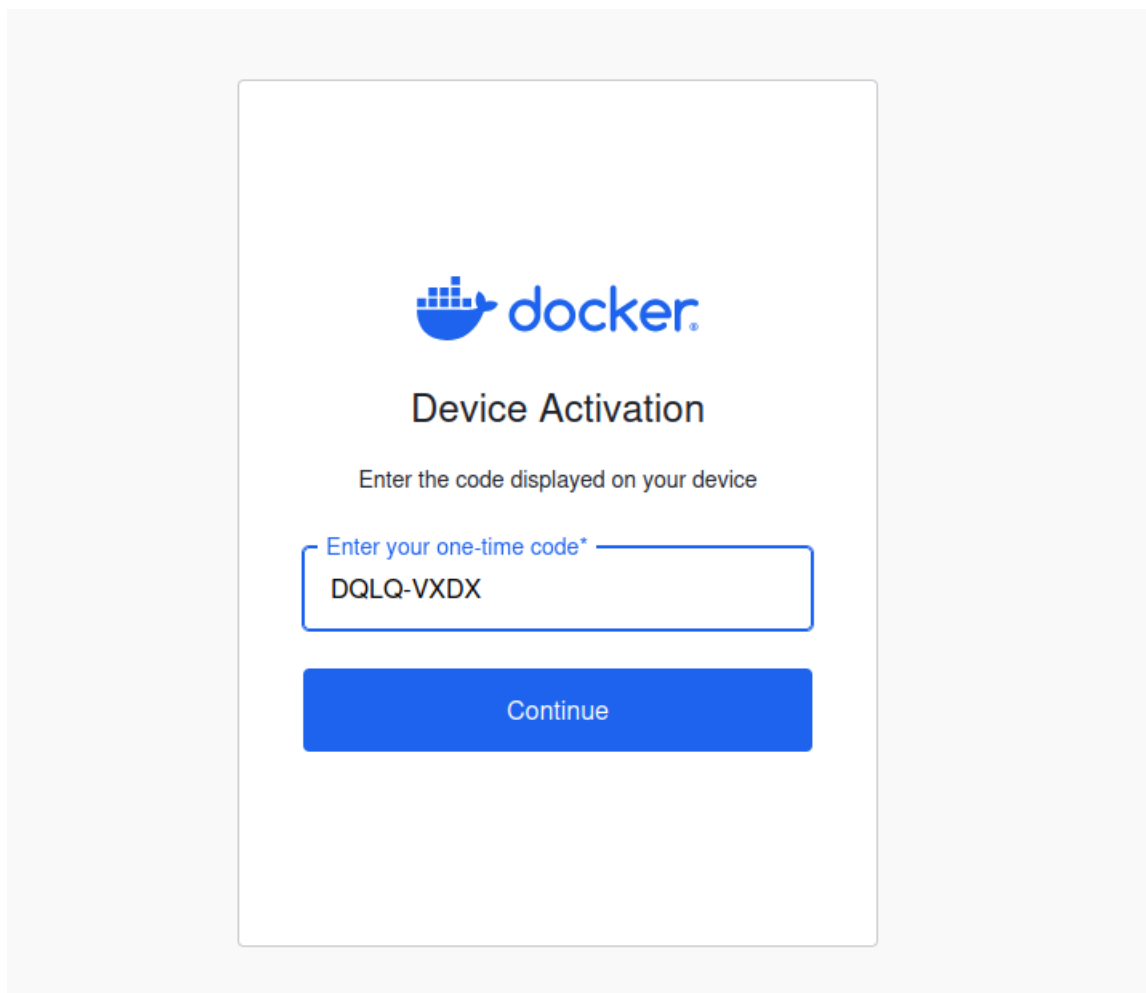 docker®
Device Activation
Enter the code displayed on your device
Enter your one-time code*
DQLQ-VXDX
Continue